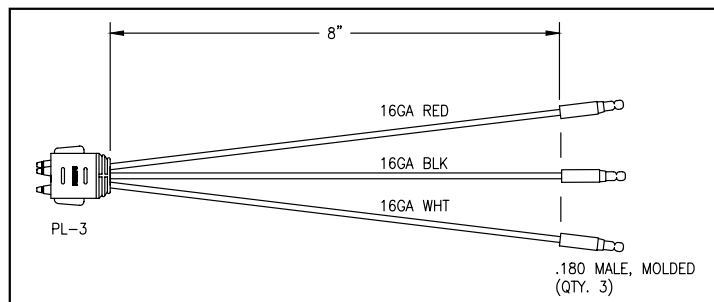 8"
16GA RED
16GA BLK
16GA WHT
PL-3
.180 MALE, MOLDED
(QTY. 3)